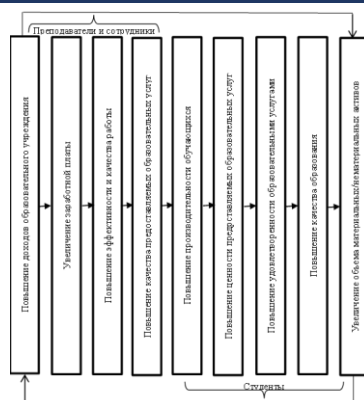 Преподаватели и сотрудники
Повышение доходов образовательного учреждения
Увеличение заработной платы
Повышение эффективности и качества работы
Повышение качества предоставляемых образовательных услуг
Повышение производительности обучающихся
Повышение ценности предоставляемых образовательных услуг
Повышение удовлетворенности образовательными услугами
Повышение качества образования
Увеличение объема материальных/нематериальных активов
Студенты